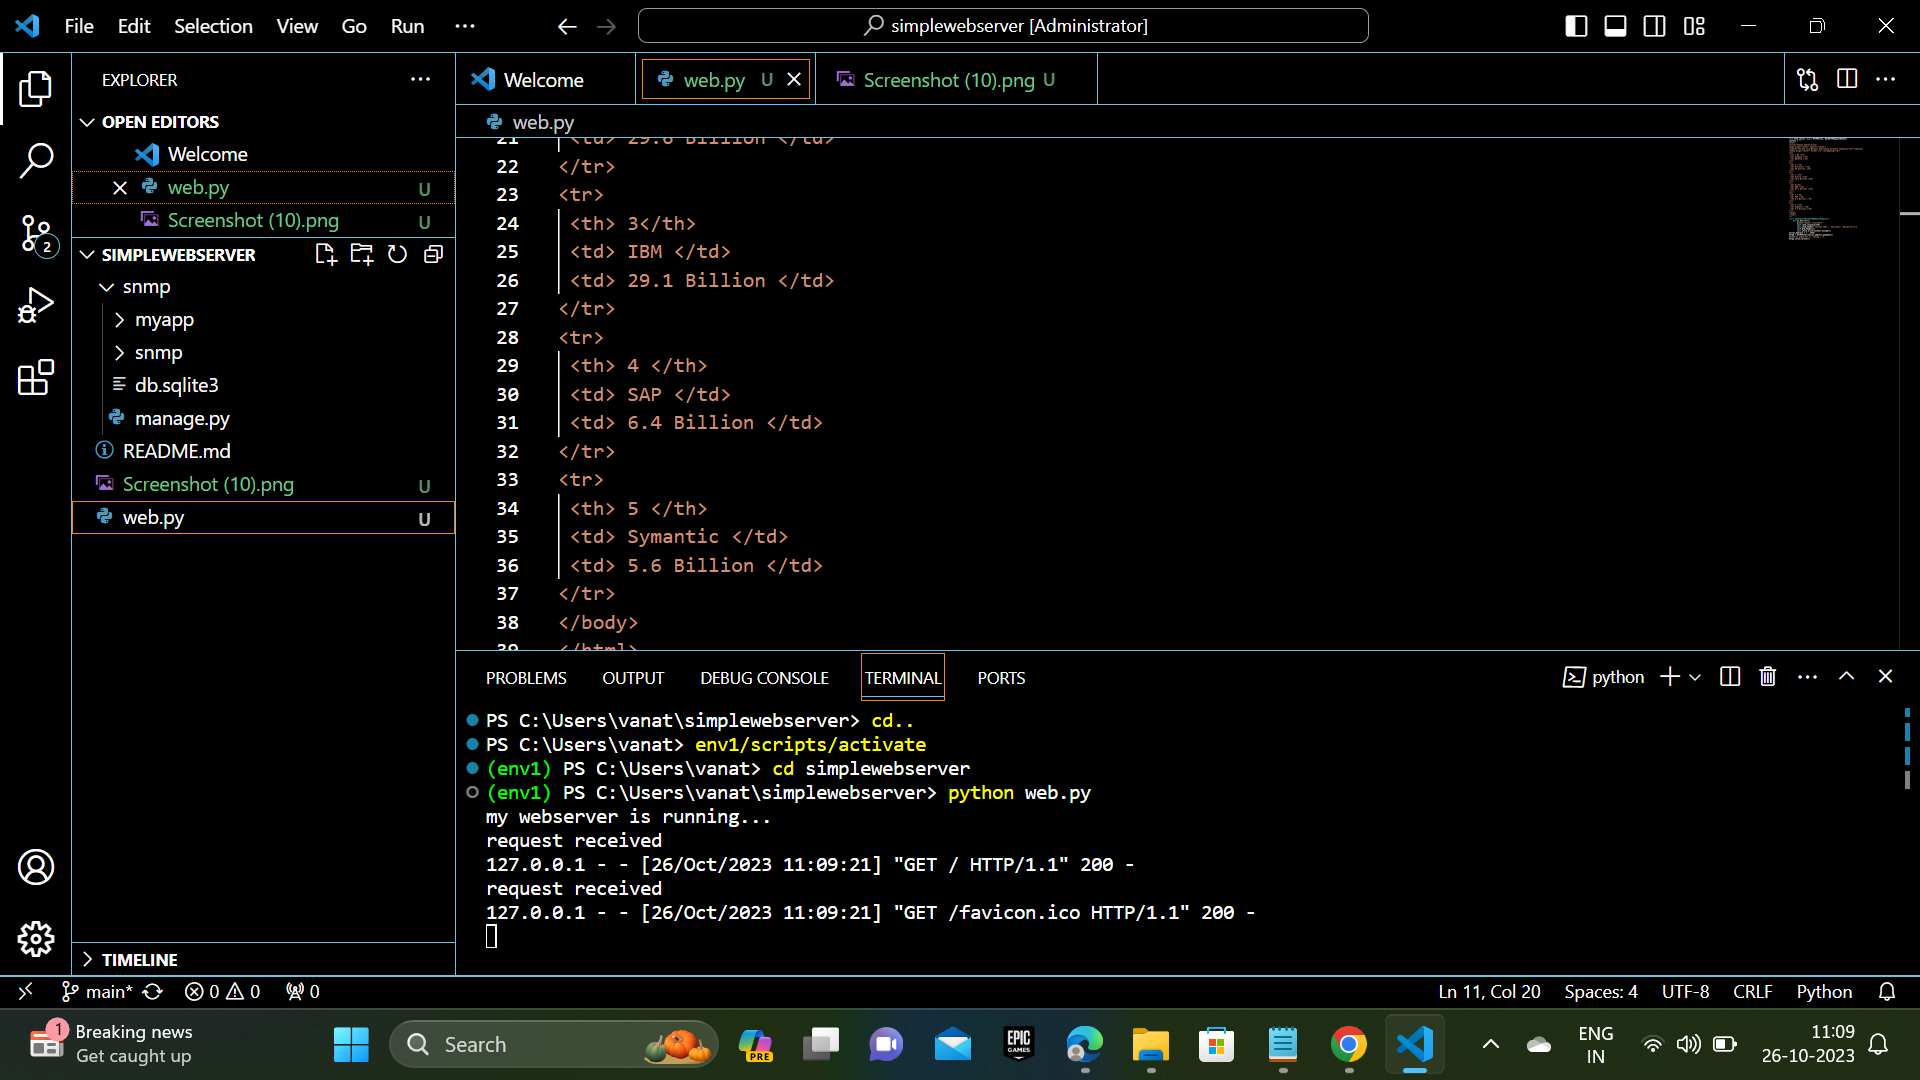 File Edit Selection View Go Run ··· simplewebserver [Administrator]
EXPLORER
Welcome web.py U Screenshot (10).png U
OPEN EDITORS
web.py
Welcome
web.py U
Screenshot (10).png U
SIMPLEWEBSERVER
snmp
myapp
snmp
db.sqlite3
manage.py
README.md
Screenshot (10).png U
web.py U
TIMELINE
2
21 <td> 29.6 Billion </td>
22 </tr>
23 <tr>
24 <th> 3</th>
25 <td> IBM </td>
26 <td> 29.1 Billion </td>
27 </tr>
28 <tr>
29 <th> 4 </th>
30 <td> SAP </td>
31 <td> 6.4 Billion </td>
32 </tr>
33 <tr>
34 <th> 5 </th>
35 <td> Symantic </td>
36 <td> 5.6 Billion </td>
37 </tr>
38 </body>
39 </html>
PROBLEMS OUTPUT DEBUG CONSOLE TERMINAL PORTS python
PS C:\Users\vanat\simplewebserver> cd..
PS C:\Users\vanat> env1/scripts/activate
(env1) PS C:\Users\vanat> cd simplewebserver
(env1) PS C:\Users\vanat\simplewebserver> python web.py
my webserver is running...
request received
127.0.0.1 - - [26/Oct/2023 11:09:21] "GET / HTTP/1.1" 200 -
request received
127.0.0.1 - - [26/Oct/2023 11:09:21] "GET /favicon.ico HTTP/1.1" 200 -
main* 0 0 0 Ln 11, Col 20 Spaces: 4 UTF-8 CRLF Python
1 Breaking news
Get caught up
Search
PRE
EPIC GAMES
ENG
IN
11:09
26-10-2023